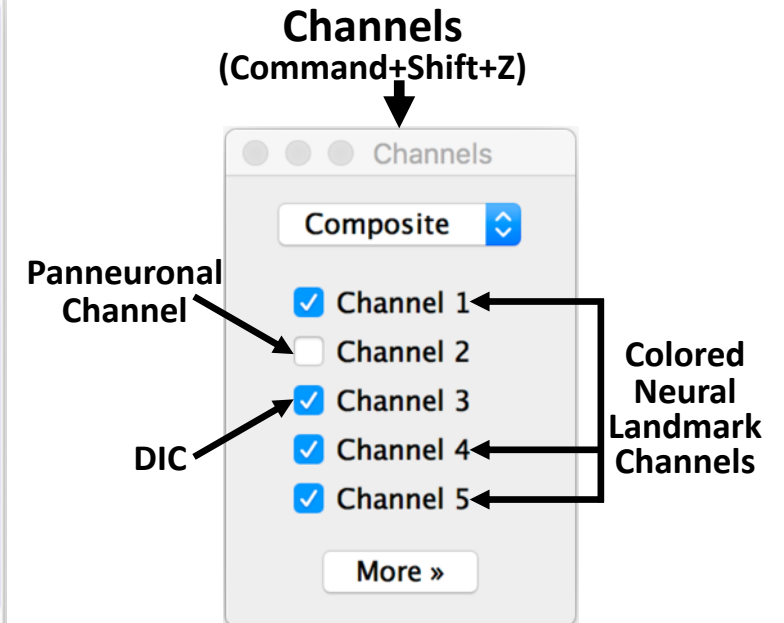 Channels
(Command+Shift+Z)
Channels
Composite
Panneuronal
Channel
Channel 1
Channel 2
Channel 3
Channel 4
Channel 5
DIC
Colored
Neural
Landmark
Channels
More »